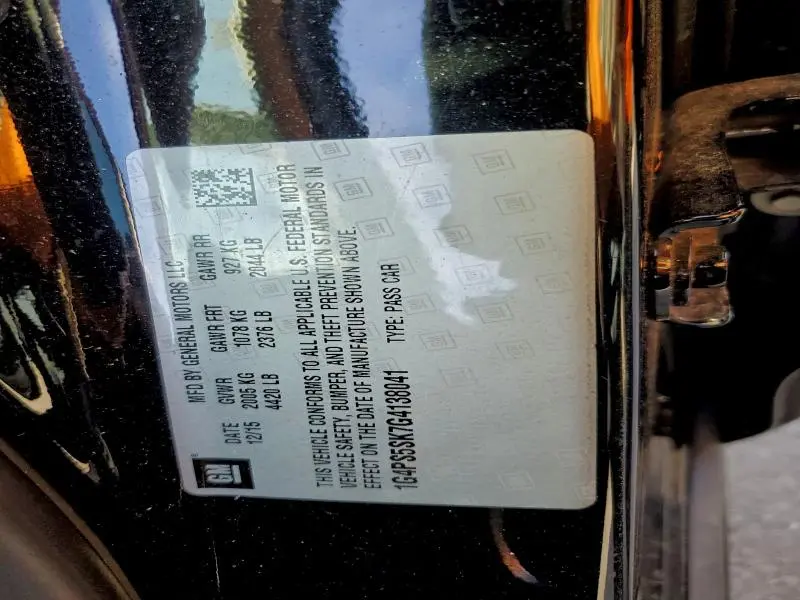 MFD BY GENERAL MOTORS LLC
GM
DATE GVWR GAWR FRT GAWR RR
12/15 2005 KG 1078 KG 927 KG
4420 LB 2376 LB 2044 LB
THIS VEHICLE CONFORMS TO ALL APPLICABLE U.S. FEDERAL MOTOR
VEHICLE SAFETY, BUMPER, AND THEFT PREVENTION STANDARDS IN
EFFECT ON THE DATE OF MANUFACTURE SHOWN ABOVE.
1G4PS5SK7G4138041 TYPE: PASS CAR